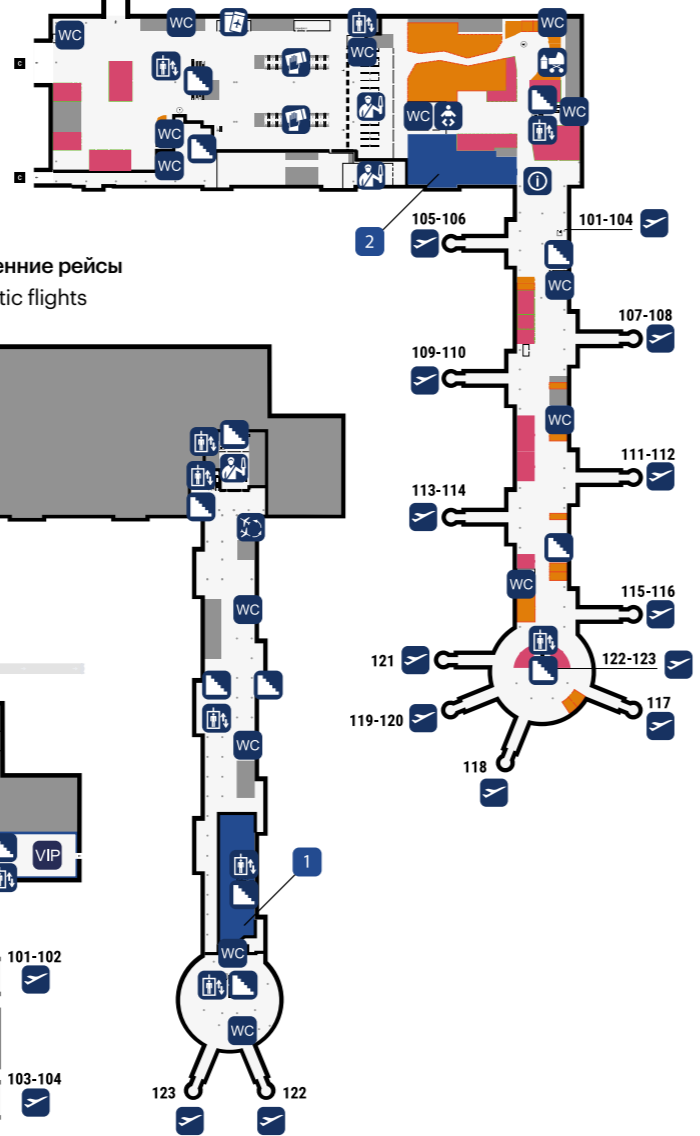 WC
WC
WC
WC
C
WC
WC
WC
WC
WC
C
i
2
105-106
101-104
енние рейсы
tic flights
WC
107-108
109-110
WC
111-112
113-114
WC
115-116
WC
121
122-123
119-120
117
WC
118
VIP
1
WC
101-102
WC
103-104
123
122